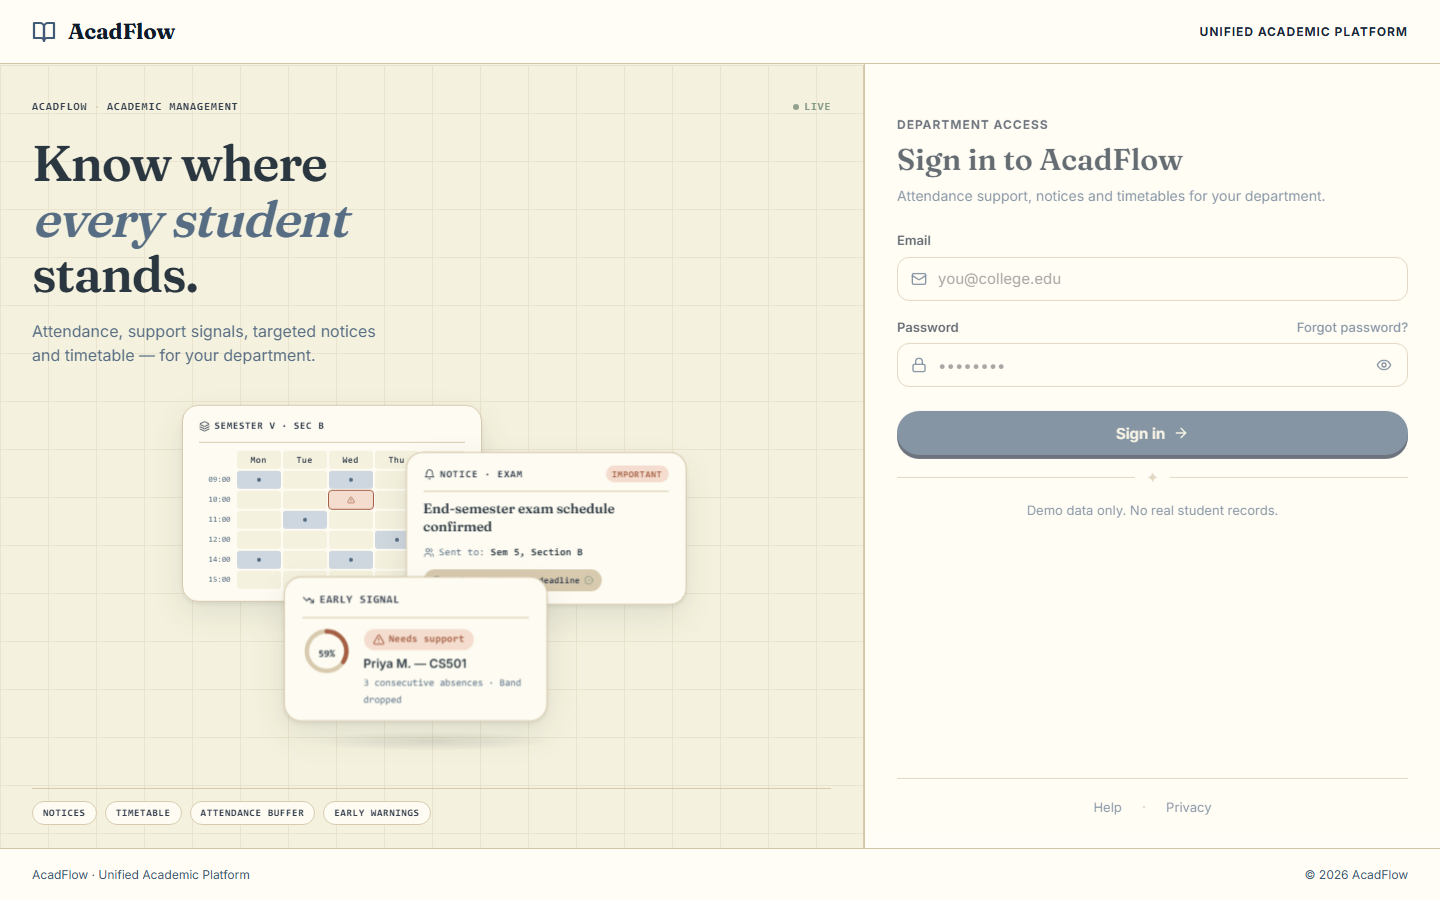 AcadFlow
UNIFIED ACADEMIC PLATFORM
ACADFLOW · ACADEMIC MANAGEMENT
LIVE
Know where
every student
stands.
Attendance, support signals, targeted notices
and timetable — for your department.
SEMESTER V · SEC B
Mon Tue Wed Thu
09:00
10:00
11:00
12:00
14:00
15:00
NOTICE · EXAM
IMPORTANT
End-semester exam schedule
confirmed
Sent to: Sem 5, Section B
deadline
EARLY SIGNAL
59%
Needs support
Priya M. — CS501
3 consecutive absences · Band
dropped
NOTICES
TIMETABLE
ATTENDANCE BUFFER
EARLY WARNINGS
DEPARTMENT ACCESS
Sign in to AcadFlow
Attendance support, notices and timetables for your department.
Email
you@college.edu
Password
Forgot password?
••••••••
Sign in →
Demo data only. No real student records.
Help · Privacy
AcadFlow · Unified Academic Platform
© 2026 AcadFlow